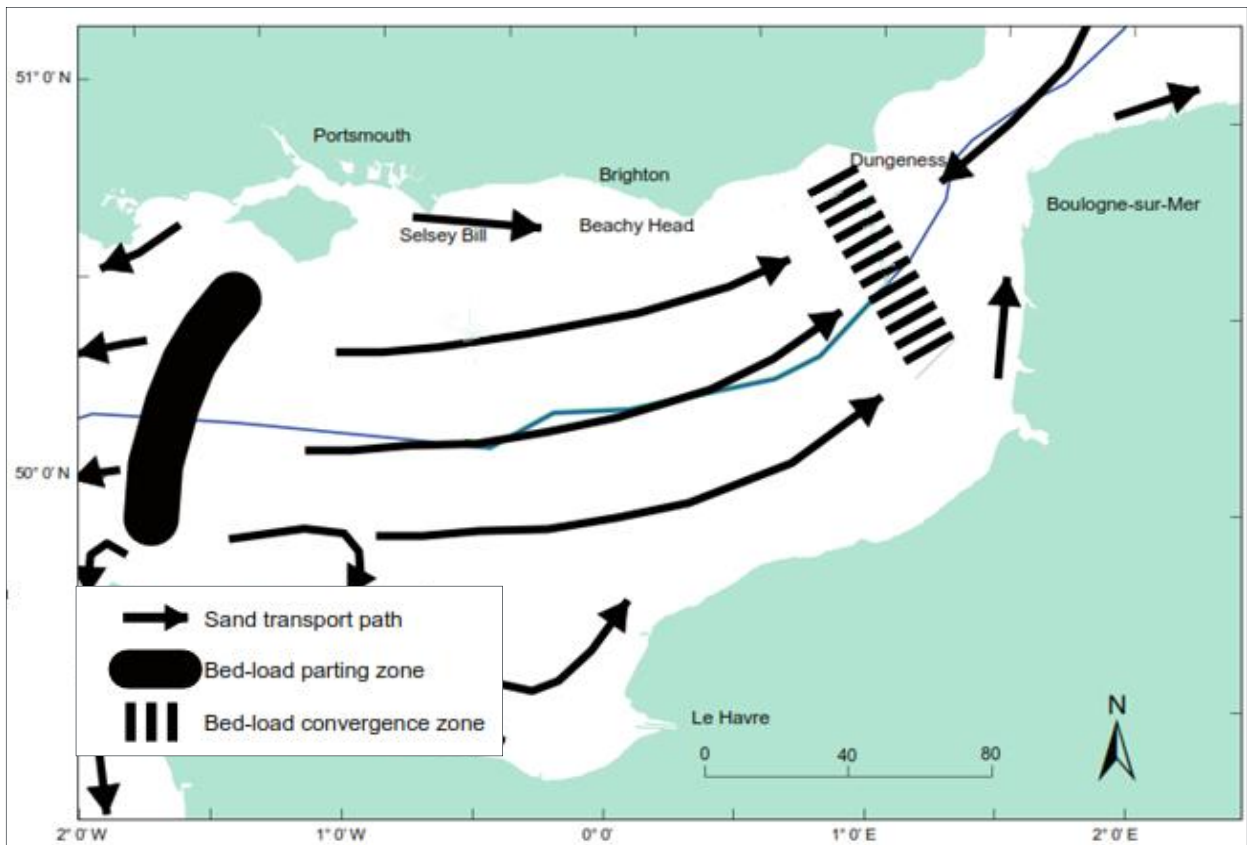 51° 0' N
Portsmouth
Dungeness
Brighton
Boulogne-sur-Mer
Selsey Bill
Beachy Head
50° 0' N
Sand transport path
Bed-load parting zone
Bed-load convergence zone
Le Havre
N
0 40 80
2° 0' W 1° 0' W 0° 0' 1° 0' E 2° 0' E